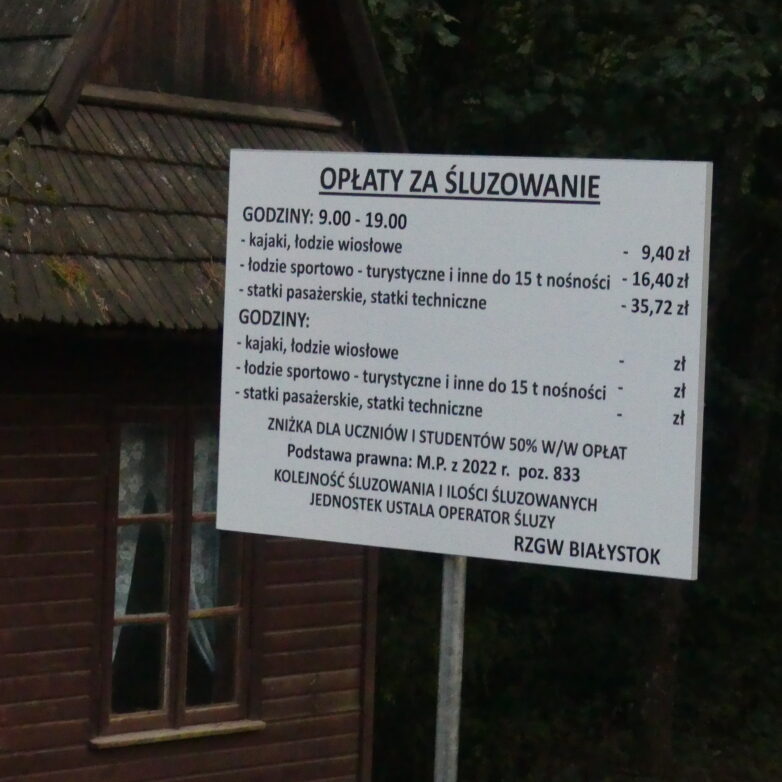 OPŁATY ZA ŚLUZOWANIE
GODZINY: 9.00 - 19.00
- kajaki, łodzie wiosłowe - 9,40 zł
- łodzie sportowo - turystyczne i inne do 15 t nośności - 16,40 zł
- statki pasażerskie, statki techniczne - 35,72 zł
GODZINY:
- kajaki, łodzie wiosłowe - zł
- łodzie sportowo - turystyczne i inne do 15 t nośności - zł
- statki pasażerskie, statki techniczne - zł
ZNIŻKA DLA UCZNIÓW I STUDENTÓW 50% W/W OPŁAT
Podstawa prawna: M.P. z 2022 r. poz. 833
KOLEJNOŚĆ ŚLUZOWANIA I ILOŚCI ŚLUZOWANYCH
JEDNOSTEK USTALA OPERATOR ŚLUZY
RZGW BIAŁYSTOK